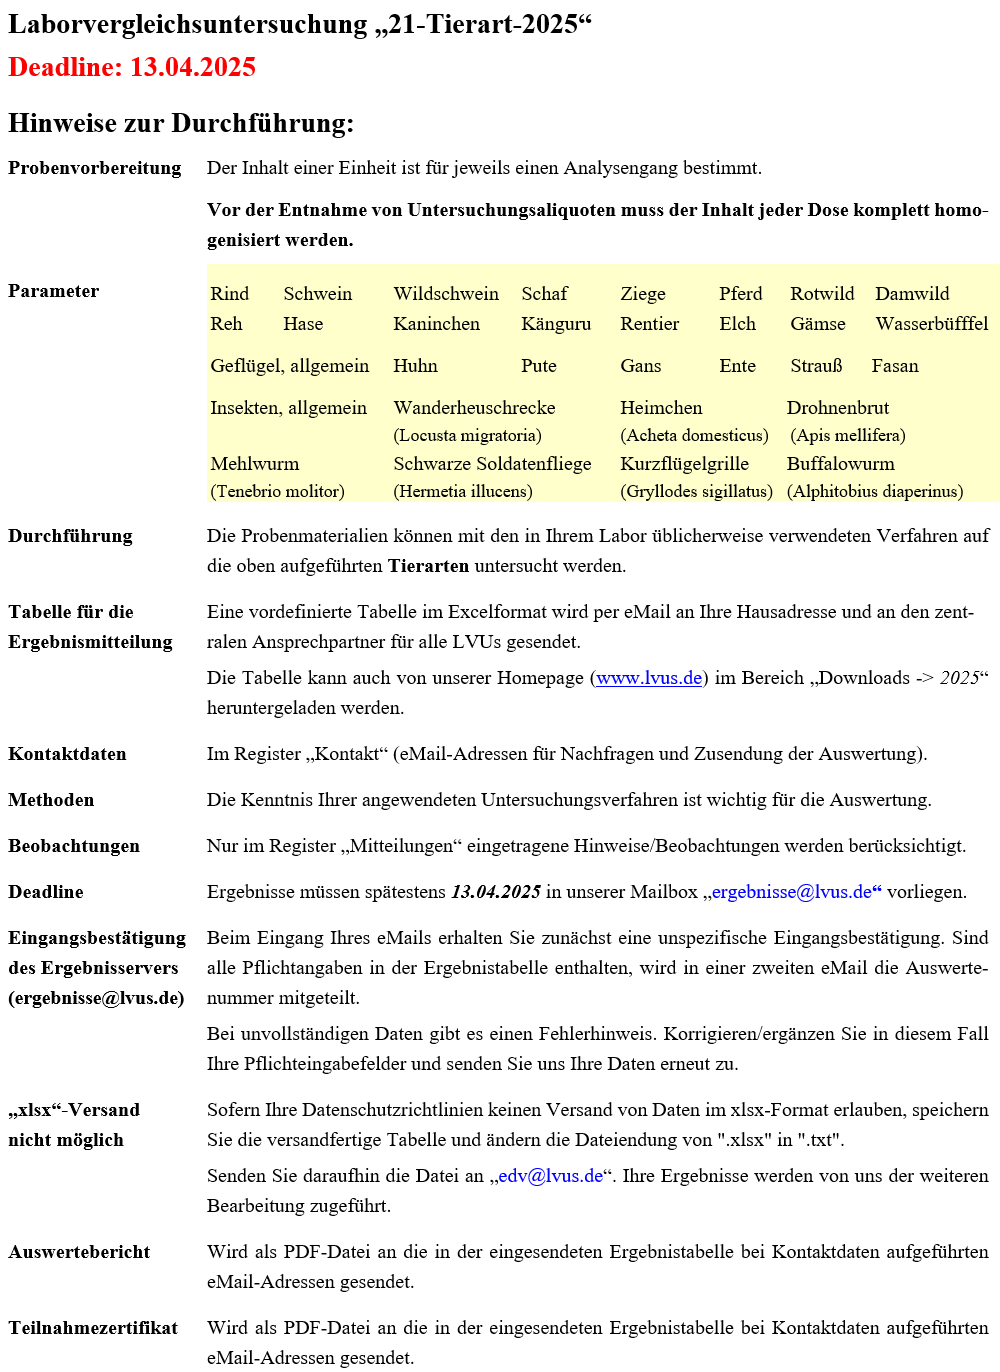 Laborvergleichsuntersuchung „21-Tierart-2025“
Deadline: 13.04.2025
Hinweise zur Durchführung:
Probenvorbereitung Der Inhalt einer Einheit ist für jeweils einen Analysengang bestimmt.
Vor der Entnahme von Untersuchungsaliquoten muss der Inhalt jeder Dose komplett homo-
genisiert werden.
Parameter Rind Schwein Wildschwein Schaf Ziege Pferd Rotwild Damwild
Reh Hase Kaninchen Känguru Rentier Elch Gämse Wasserbüfffel
Geflügel, allgemein Huhn Pute Gans Ente Strauß Fasan
Insekten, allgemein Wanderheuschrecke Heimchen Drohnenbrut
(Locusta migratoria) (Acheta domesticus) (Apis mellifera)
Mehlwurm Schwarze Soldatenfliege Kurzflügelgrille Buffalowurm
(Tenebrio molitor) (Hermetia illucens) (Gryllodes sigillatus) (Alphitobius diaperinus)
Durchführung Die Probenmaterialien können mit den in Ihrem Labor üblicherweise verwendeten Verfahren auf
die oben aufgeführten Tierarten untersucht werden.
Tabelle für die Eine vordefinierte Tabelle im Excelformat wird per eMail an Ihre Hausadresse und an den zent-
Ergebnismitteilung ralen Ansprechpartner für alle LVUs gesendet.
Die Tabelle kann auch von unserer Homepage (www.lvus.de) im Bereich „Downloads -> 2025“
heruntergeladen werden.
Kontaktdaten Im Register „Kontakt“ (eMail-Adressen für Nachfragen und Zusendung der Auswertung).
Methoden Die Kenntnis Ihrer angewendeten Untersuchungsverfahren ist wichtig für die Auswertung.
Beobachtungen Nur im Register „Mitteilungen“ eingetragene Hinweise/Beobachtungen werden berücksichtigt.
Deadline Ergebnisse müssen spätestens 13.04.2025 in unserer Mailbox „ergebnisse@lvus.de“ vorliegen.
Eingangsbestätigung Beim Eingang Ihres eMails erhalten Sie zunächst eine unspezifische Eingangsbestätigung. Sind
des Ergebnisservers alle Pflichtangaben in der Ergebnistabelle enthalten, wird in einer zweiten eMail die Auswerte-
(ergebnisse@lvus.de) nummer mitgeteilt.
Bei unvollständigen Daten gibt es einen Fehlerhinweis. Korrigieren/ergänzen Sie in diesem Fall
Ihre Pflichteingabefelder und senden Sie uns Ihre Daten erneut zu.
„xlsx“-Versand Sofern Ihre Datenschutzrichtlinien keinen Versand von Daten im xlsx-Format erlauben, speichern
nicht möglich Sie die versandfertige Tabelle und ändern die Dateiendung von ".xlsx" in ".txt".
Senden Sie daraufhin die Datei an „edv@lvus.de“. Ihre Ergebnisse werden von uns der weiteren
Bearbeitung zugeführt.
Auswertebericht Wird als PDF-Datei an die in der eingesendeten Ergebnistabelle bei Kontaktdaten aufgeführten
eMail-Adressen gesendet.
Teilnahmezertifikat Wird als PDF-Datei an die in der eingesendeten Ergebnistabelle bei Kontaktdaten aufgeführten
eMail-Adressen gesendet.